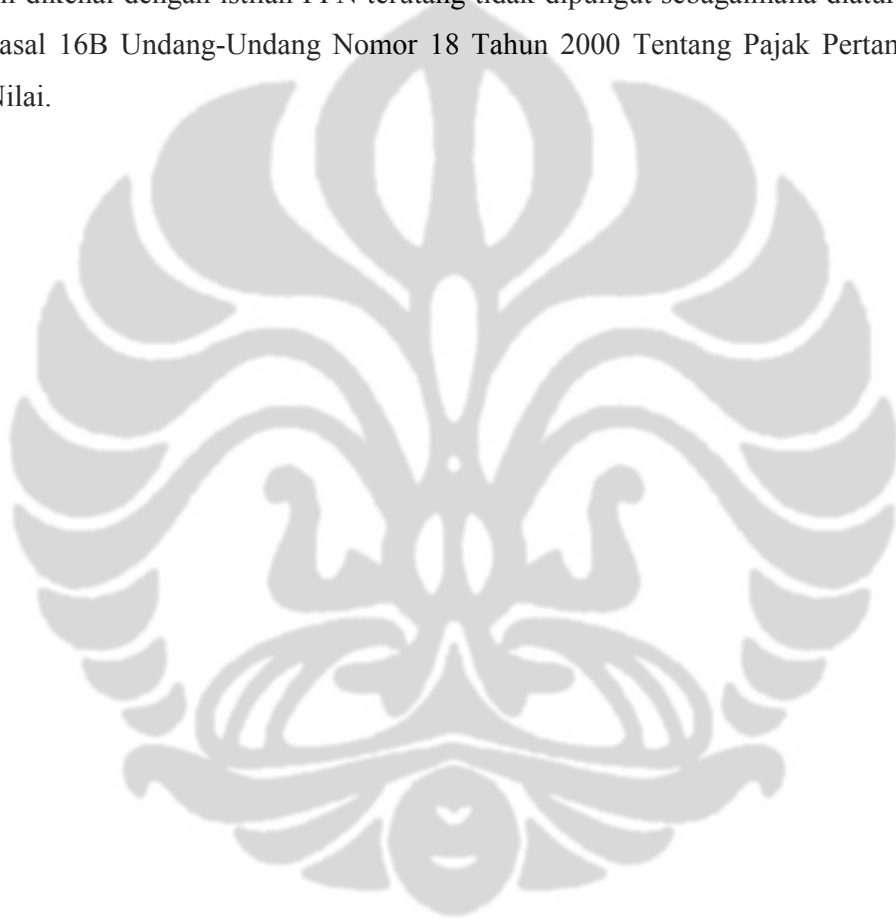 dikenal dengan istilah PPN terutang tidak dipungut sebagaimana diatur
asal 16B Undang-Undang Nomor 18 Tahun 2000 Tentang Pajak Pertan
Nilai.